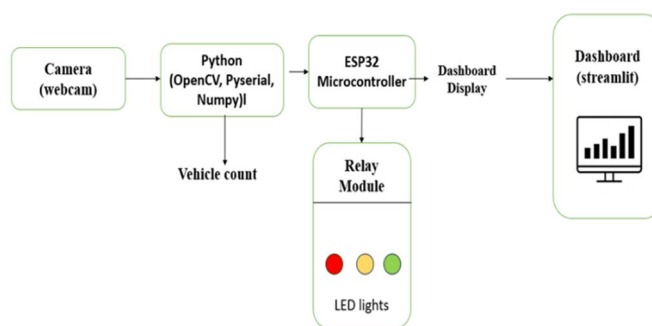 Camera
(webcam)
Python
(OpenCV, Pyserial,
Numpy)l
ESP32
Microcontroller
Dashboard
Display
Dashboard
(streamlit)
Vehicle count
Relay
Module
LED lights